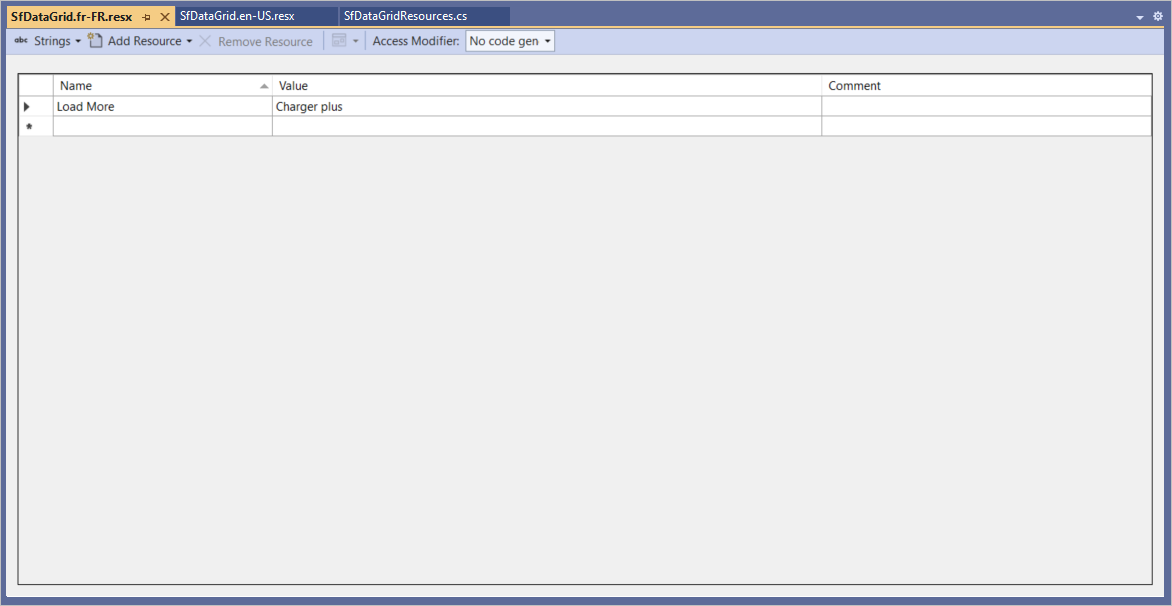 SfDataGrid.fr-FR.resx SfDataGrid.en-US.resx SfDataGridResources.cs
abc Strings Add Resource Remove Resource Access Modifier: No code gen
Name Value Comment
Load More Charger plus
*